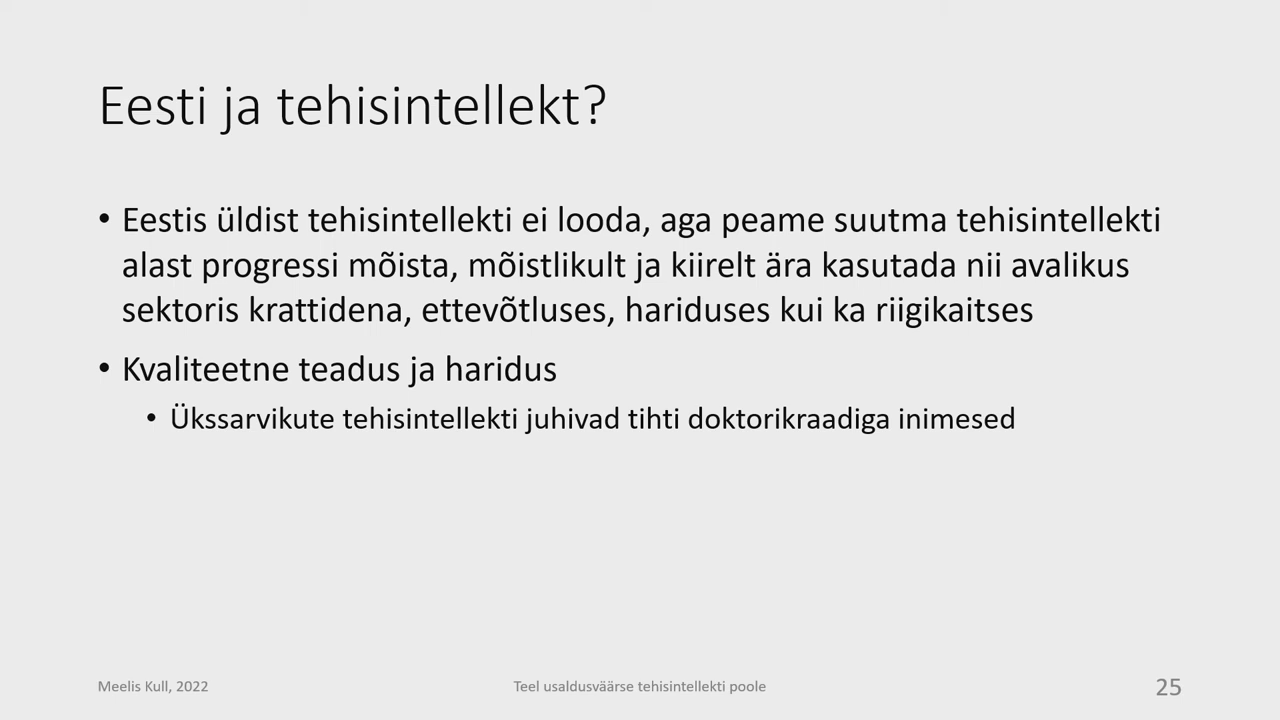 Eesti ja tehisintellekt?
• Eestis üldist tehisintellekti ei looda, aga peame suutma tehisintellekti
alast progressi mõista, mõistlikult ja kiirelt ära kasutada nii avalikus
sektoris krattidena, ettevõtluses, hariduses kui ka riigikaitses
• Kvaliteetne teadus ja haridus
• Ükssarvikute tehisintellekti juhivad tihti doktorikraadiga inimesed
Meelis Kull, 2022
Teel usaldusväärse tehisintellekti poole
25